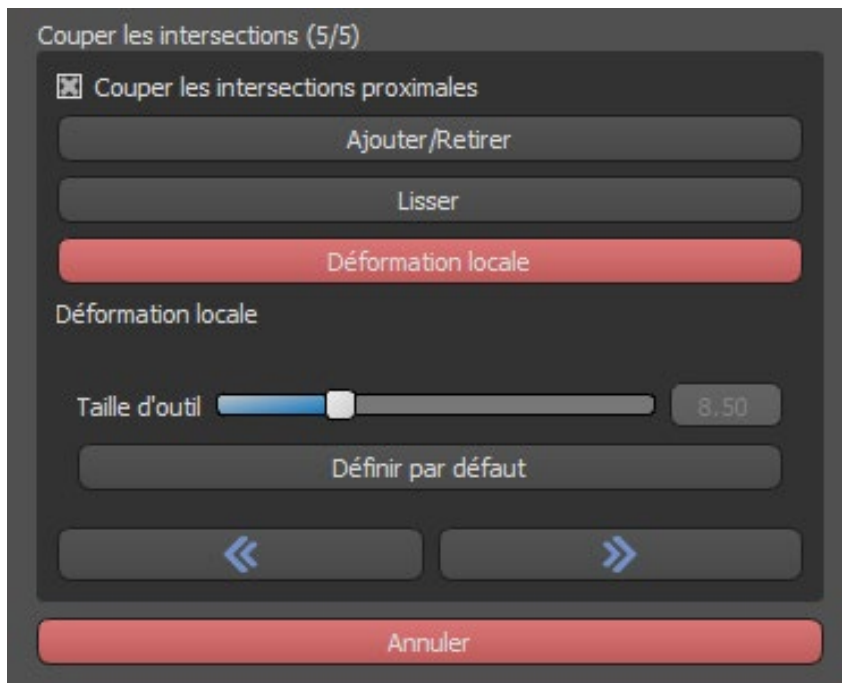 Couper les intersections (5/5)
Couper les intersections proximales
Ajouter/Retirer
Lisser
Déformation locale
Déformation locale
Taille d'outil 8.50
Définir par défaut
Annuler